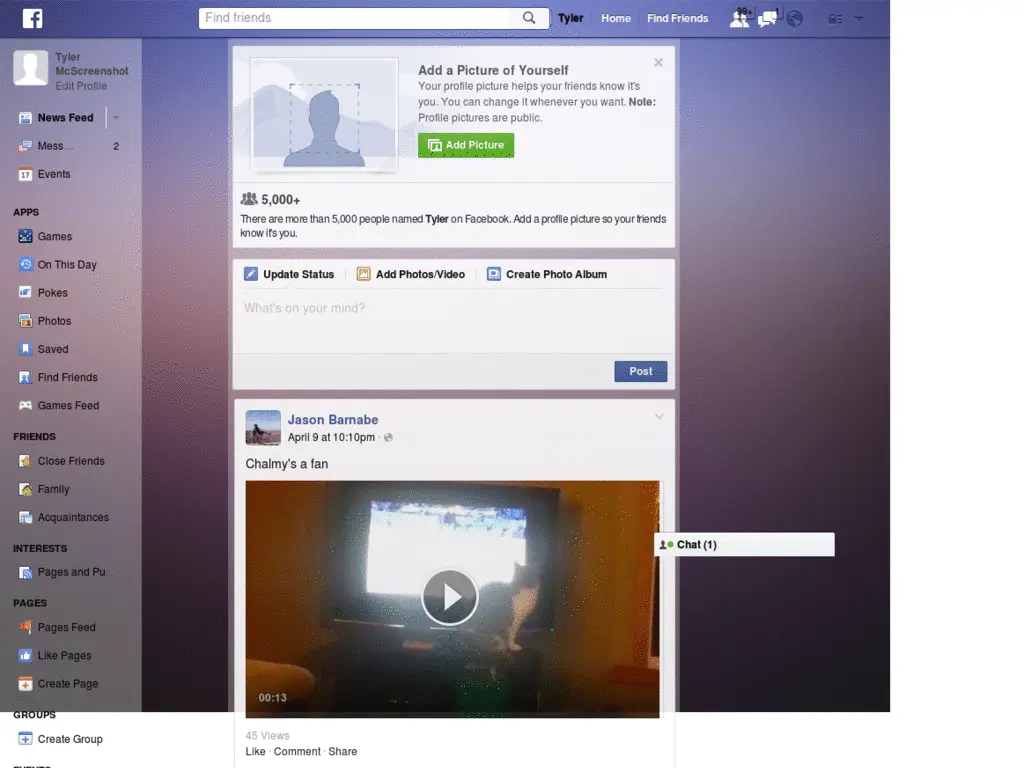 Find friends
Tyler
Home
Find Friends
99+
1
Tyler
McScreenshot
Edit Profile
News Feed
Mess...
2
17
Events
APPS
Games
On This Day
Pokes
Photos
Saved
Find Friends
Games Feed
FRIENDS
Close Friends
Family
Acquaintances
INTERESTS
Pages and Pu...
PAGES
Pages Feed
Like Pages
Create Page
GROUPS
Create Group
Add a Picture of Yourself
Your profile picture helps your friends know it's
you. You can change it whenever you want. Note:
Profile pictures are public.
Add Picture
5,000+
There are more than 5,000 people named Tyler on Facebook. Add a profile picture so your friends
know it's you.
Update Status
Add Photos/Video
Create Photo Album
What's on your mind?
Post
Jason Barnabe
April 9 at 10:10pm ·
Chalmy's a fan
00:13
45 Views
Like · Comment · Share
Chat (1)